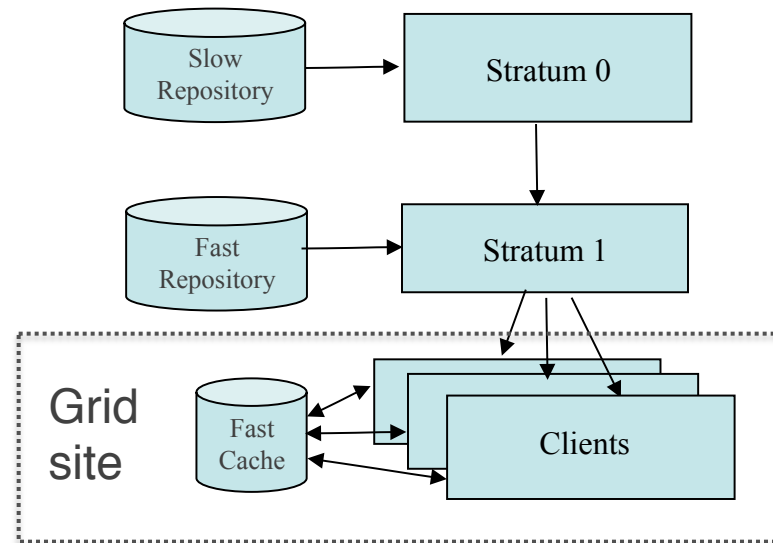 Slow
Repository
Stratum 0
Fast
Repository
Stratum 1
Grid
site
Fast
Cache
Clients